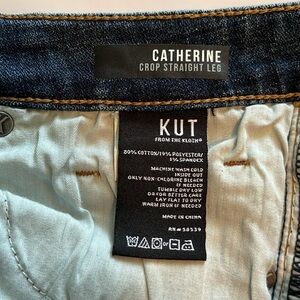 CATHERINE
CROP STRAIGHT LEG
KUT
FROM THE KLOTH®
80% COTTON/19% POLYESTER/
1% SPANDEX
MACHINE WASH COLD
INSIDE OUT
ONLY NON-CHLORINE BLEACH
IF NEEDED
TUMBLE DRY LOW
OR FOR BETTER CARE
LAY FLAT TO DRY
WARM IRON IF NEEDED
MADE IN CHINA
RN# 58539
or